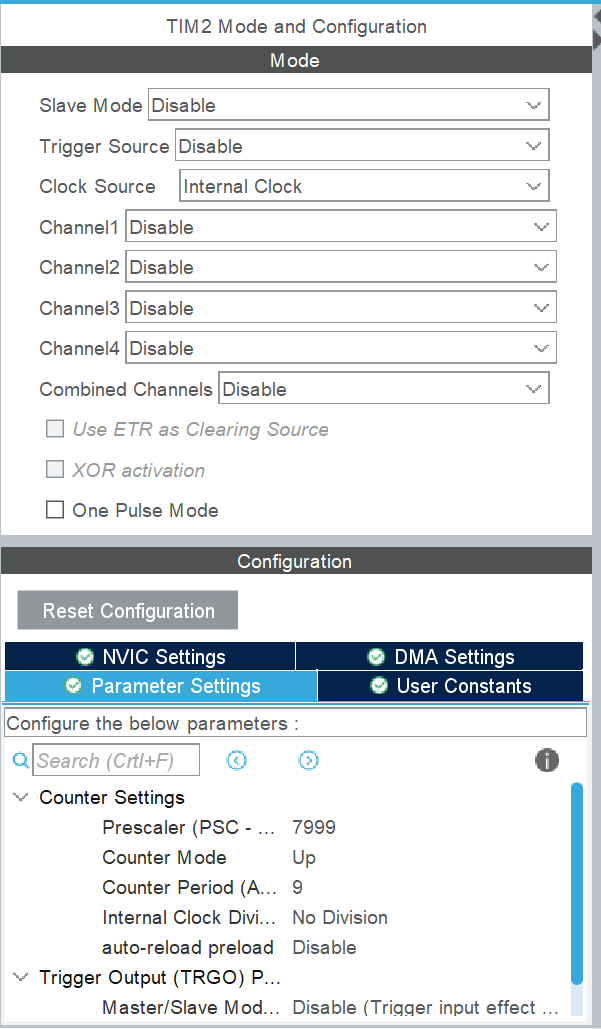 TIM2 Mode and Configuration
Mode
Slave Mode Disable
Trigger Source Disable
Clock Source Internal Clock
Channel1 Disable
Channel2 Disable
Channel3 Disable
Channel4 Disable
Combined Channels Disable
Use ETR as Clearing Source
XOR activation
One Pulse Mode
Configuration
Reset Configuration
NVIC Settings DMA Settings
Parameter Settings User Constants
Configure the below parameters :
Search (Crtl+F)
Counter Settings
Prescaler (PSC - ... 7999
Counter Mode Up
Counter Period (A... 9
Internal Clock Divi... No Division
auto-reload preload Disable
Trigger Output (TRGO) P...
Master/Slave Mod... Disable (Trigger input effect ...